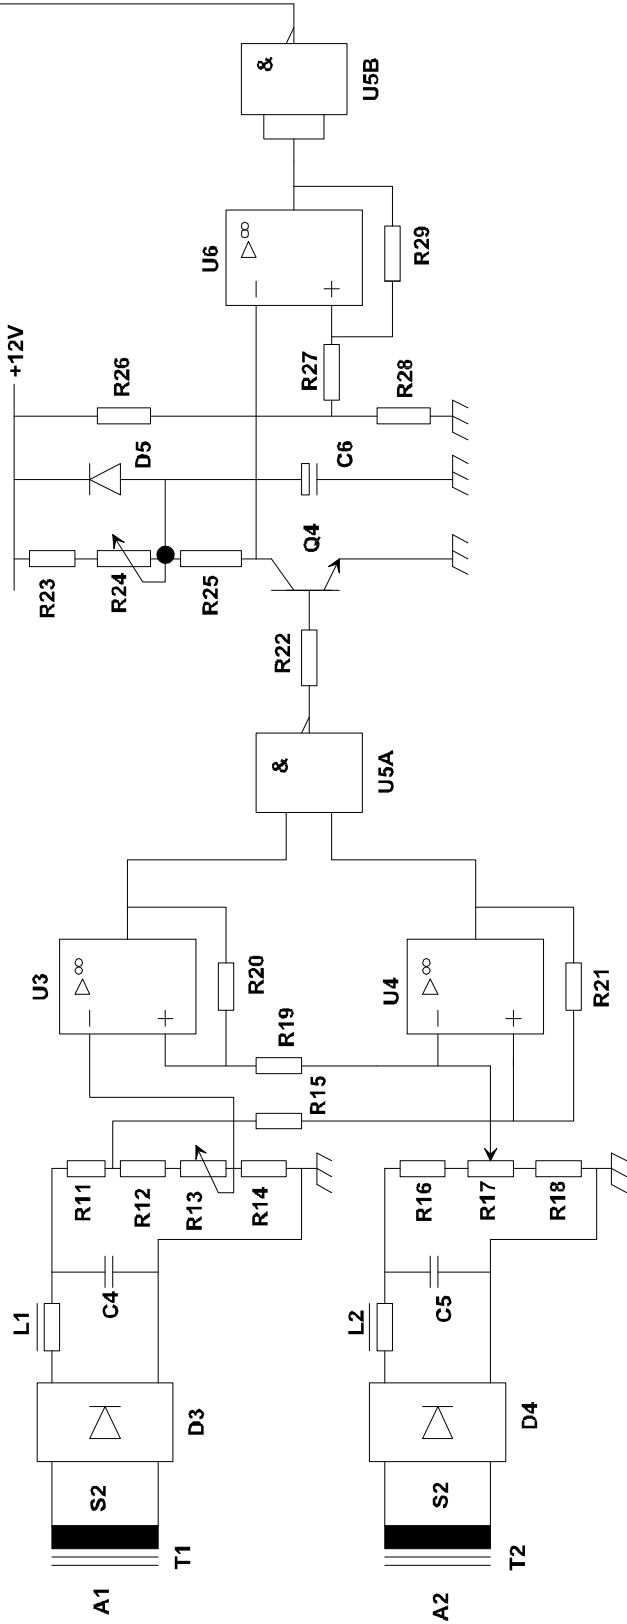 &
U5B
U6
▷ ∞
−
+
R29
+12V
R26
R27
D5
R28
C6
R23
R24
R25
Q4
R22
&
U5A
U3
▷ ∞
−
+
R20
U4
▷ ∞
−
+
R21
R19
R15
R11
R12
R13
R14
R16
R17
R18
L1
C4
L2
C5
D3
D4
S2
S2
T1
T2
A1
A2